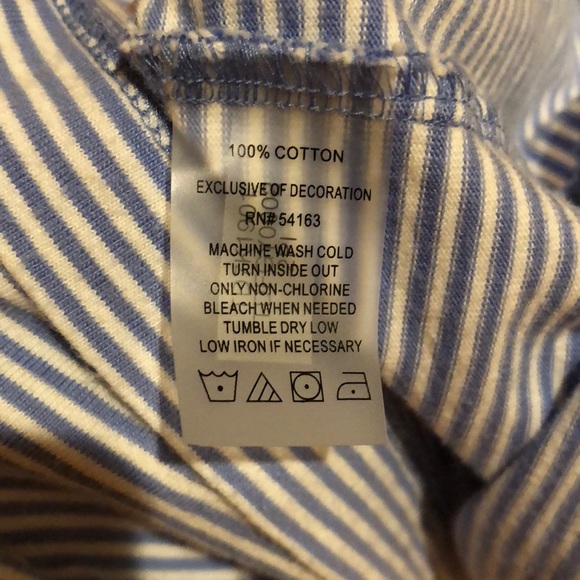 100% COTTON
EXCLUSIVE OF DECORATION
RN# 54163
MACHINE WASH COLD
TURN INSIDE OUT
ONLY NON-CHLORINE
BLEACH WHEN NEEDED
TUMBLE DRY LOW
LOW IRON IF NECESSARY